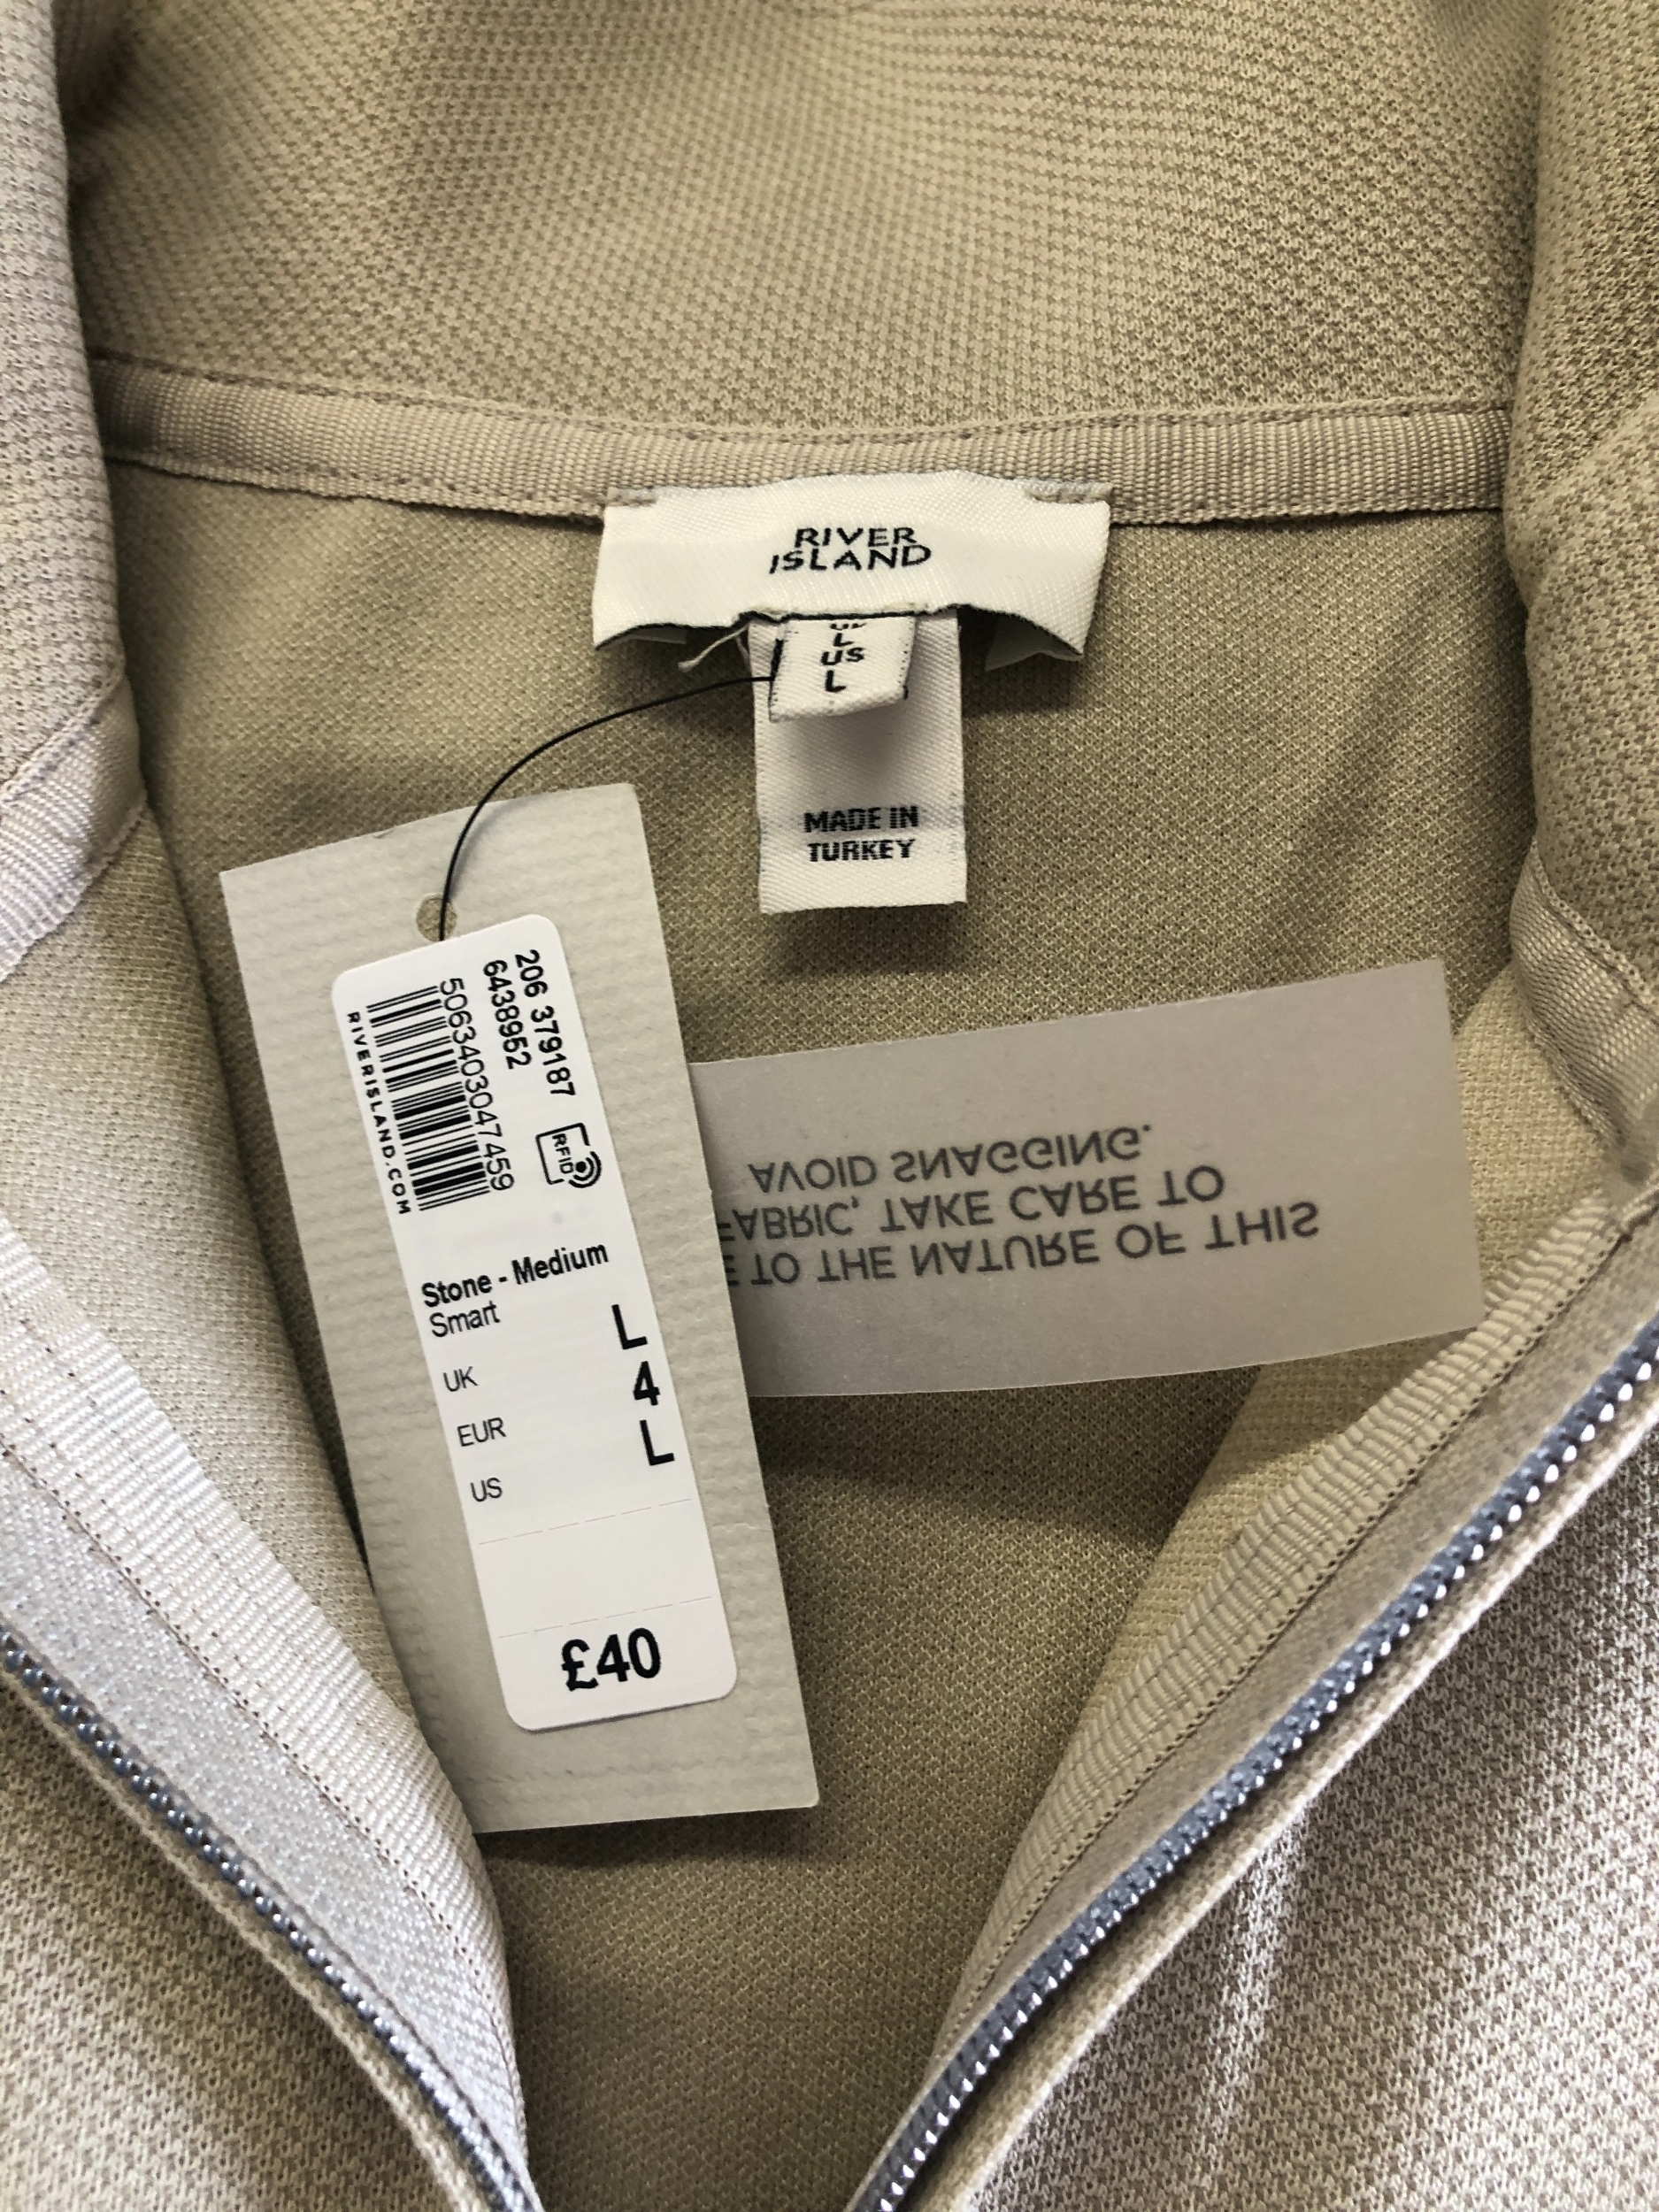 RIVER
ISLAND
L
US
L
MADE IN
TURKEY
206 379187
6438952
5063403047459
RIVERISLAND.COM
RFID
Stone - Medium
Smart
UK L
EUR 4
US L
£40
TO THE NATURE OF THIS
FABRIC, TAKE CARE TO
AVOID SNAGGING.